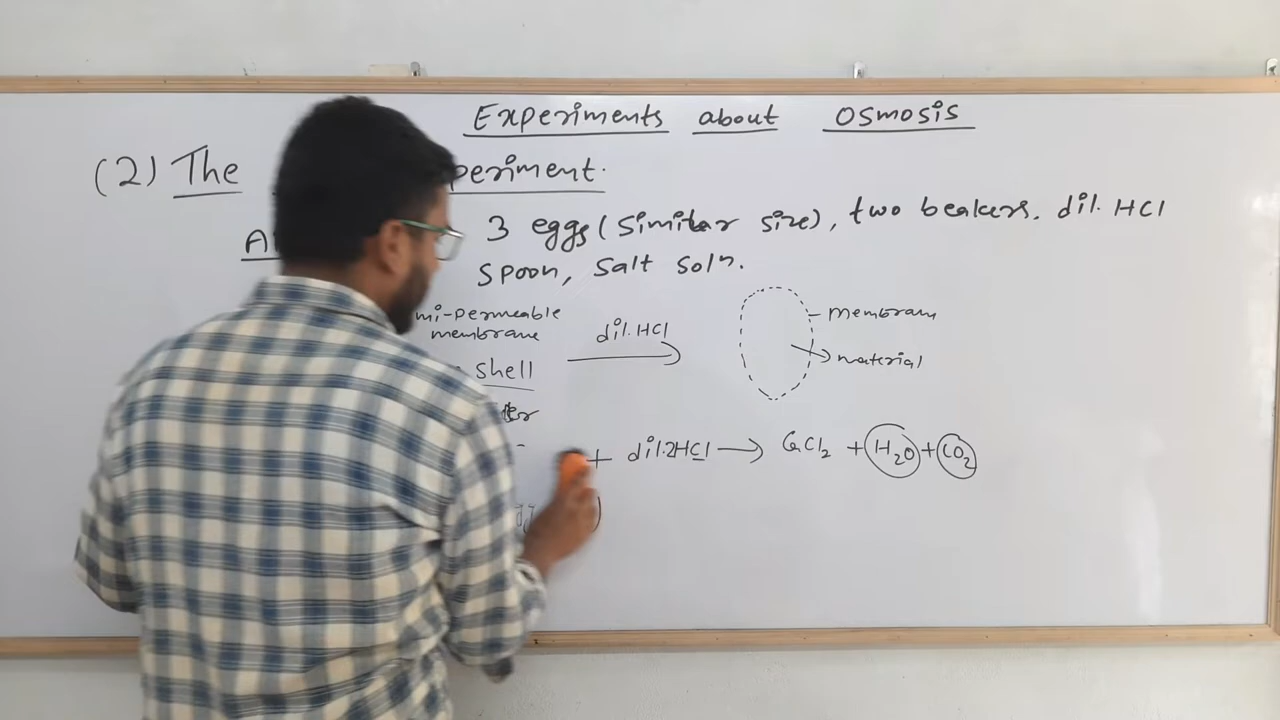 Experiments about Osmosis
(2) The periment.
A 3 eggs (similar size), two beakers, dil. HCl
spoon, salt soln.
mi-permeable
membrane
dil. HCl
membram
material
shell
+ dil. 2HCl → CaCl2 + H2O + CO2